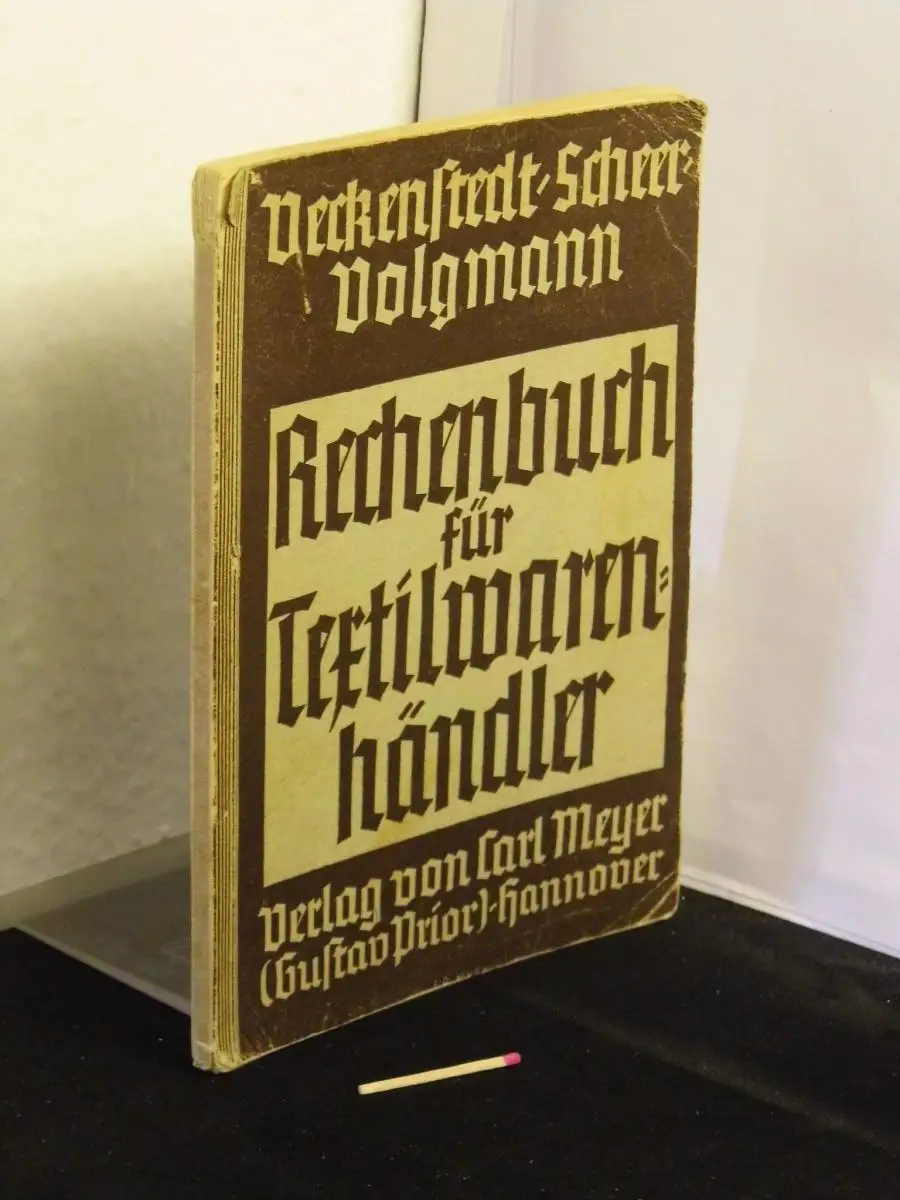 Veckenstedt-Scheer-
Volgmann
Rechenbuch
für
Textilwaren-
händler
Verlag von Carl Meyer
(Gustav Prior)-Hannover